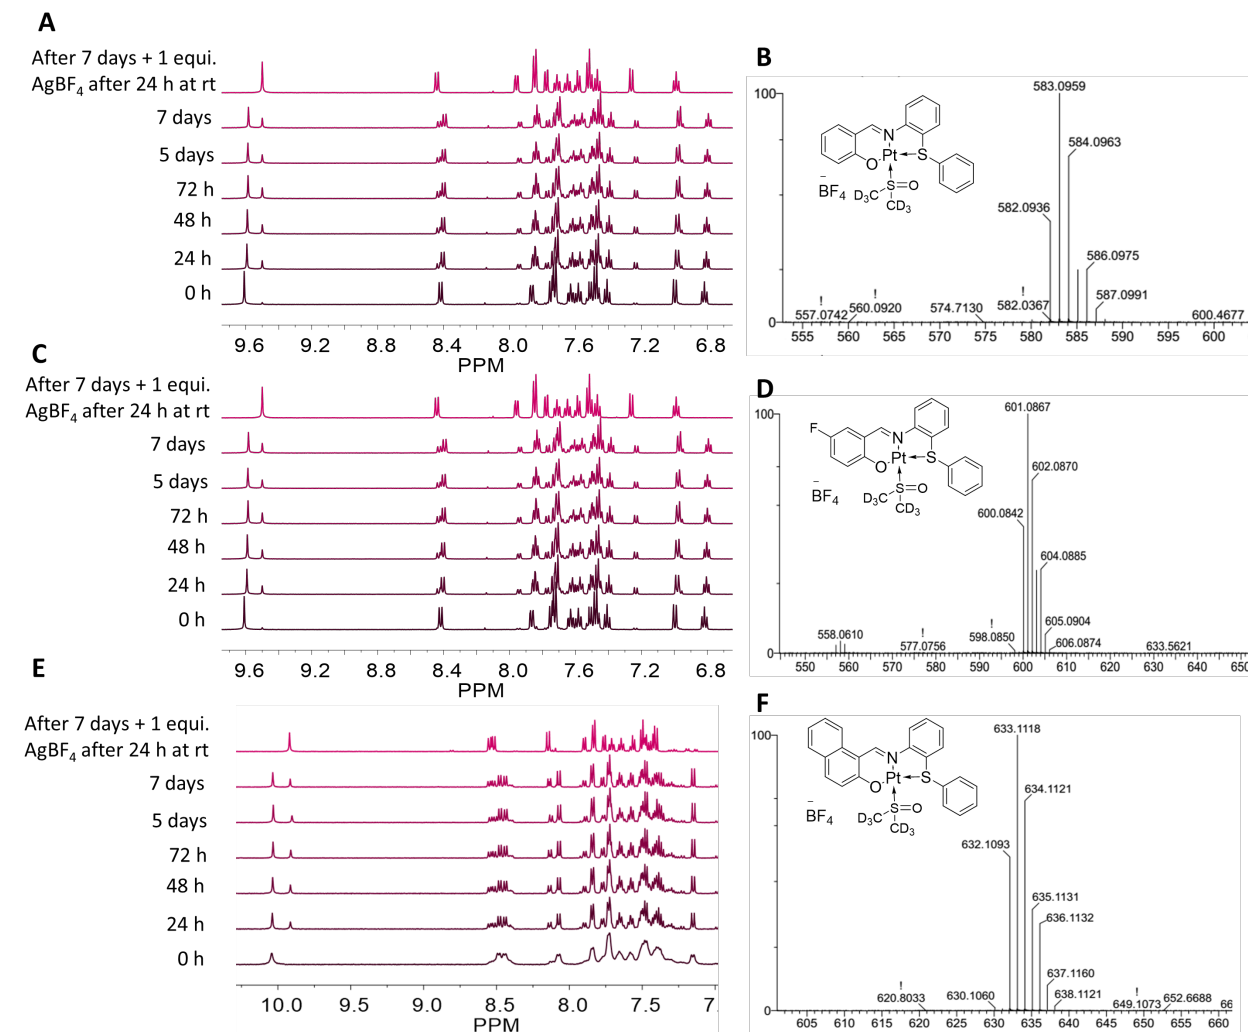 A
After 7 days + 1 equi.
AgBF4 after 24 h at rt
7 days
5 days
72 h
48 h
24 h
0 h
9.6 9.2 8.8 8.4 8.0 7.6 7.2 6.8
PPM
B
100
0
583.0959
584.0963
582.0936
586.0975
587.0991
582.0367
574.7130
557.0742
560.0920
600.4677
!
!
!
N
O
Pt
S
S=O
D3C
CD3
−
BF4
555 560 565 570 575 580 585 590 595 600
C
After 7 days + 1 equi.
AgBF4 after 24 h at rt
7 days
5 days
72 h
48 h
24 h
0 h
9.6 9.2 8.8 8.4 8.0 7.6 7.2 6.8
PPM
D
100
0
601.0867
602.0870
600.0842
604.0885
605.0904
606.0874
598.0850
577.0756
558.0610
633.5621
!
!
F
N
O
Pt
S
S=O
D3C
CD3
−
BF4
550 560 570 580 590 600 610 620 630 640 650
E
After 7 days + 1 equi.
AgBF4 after 24 h at rt
7 days
5 days
72 h
48 h
24 h
0 h
10.0 9.5 9.0 8.5 8.0 7.5 7.
PPM
F
100
0
633.1118
634.1121
632.1093
635.1131
636.1132
637.1160
638.1121
630.1060
620.8033
649.1073
652.6688
66
!
!
N
O
Pt
S
S=O
D3C
CD3
−
BF4
605 610 615 620 625 630 635 640 645 650 655 660